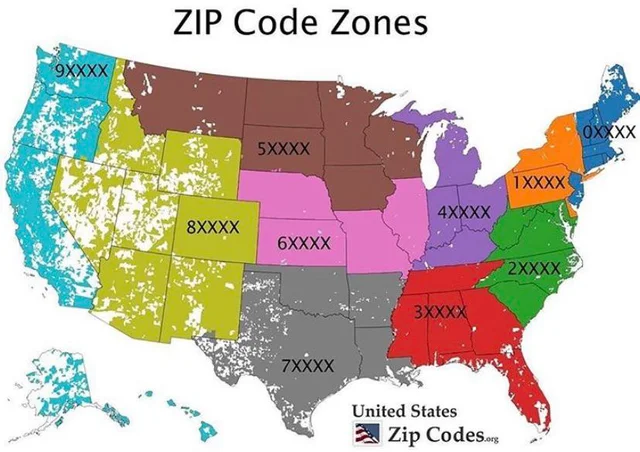 ZIP Code Zones
9XXXX
0XXXX
5XXXX
1XXXX
4XXXX
8XXXX
6XXXX
2XXXX
3XXXX
7XXXX
United States
Zip Codes.org